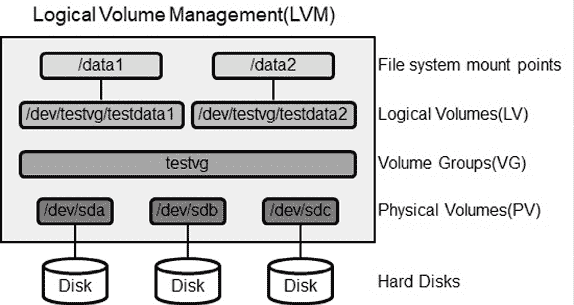 Logical Volume Management(LVM)
/data1 /data2 File system mount points
/dev/testvg/testdata1 /dev/testvg/testdata2 Logical Volumes(LV)
testvg Volume Groups(VG)
/dev/sda /dev/sdb /dev/sdc Physical Volumes(PV)
Disk Disk Disk Hard Disks